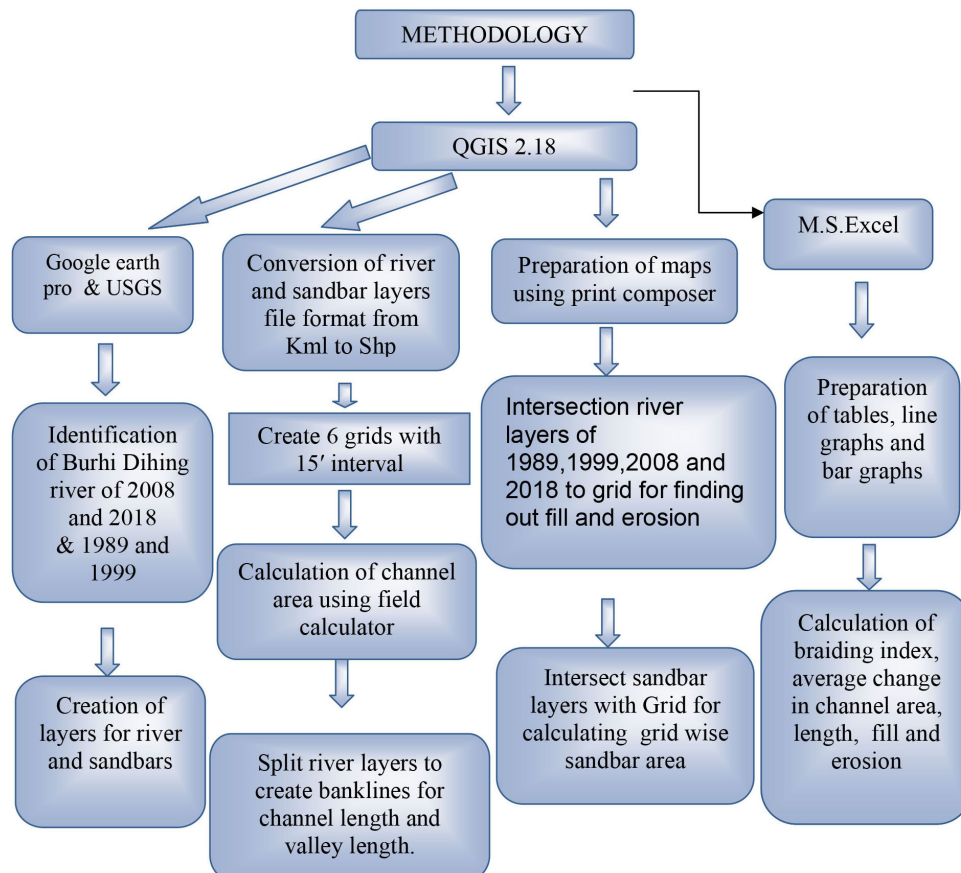 METHODOLOGY
QGIS 2.18
Google earth
pro & USGS
Identification
of Burhi Dihing
river of 2008
and 2018
& 1989 and
1999
Creation of
layers for river
and sandbars
Conversion of river
and sandbar layers
file format from
Kml to Shp
Create 6 grids with
15′ interval
Calculation of channel
area using field
calculator
Split river layers to
create banklines for
channel length and
valley length.
Preparation of maps
using print composer
Intersection river
layers of
1989,1999,2008 and
2018 to grid for finding
out fill and erosion
Intersect sandbar
layers with Grid for
calculating grid wise
sandbar area
M.S.Excel
Preparation
of tables, line
graphs and
bar graphs
Calculation of
braiding index,
average change
in channel area,
length, fill and
erosion